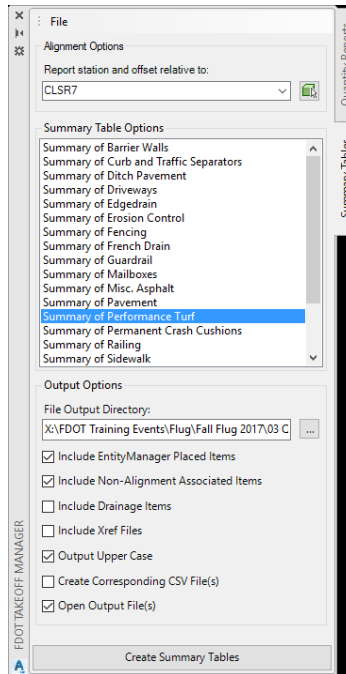 File
Alignment Options
Report station and offset relative to:
CLSR7
Summary Table Options
Summary of Barrier Walls
Summary of Curb and Traffic Separators
Summary of Ditch Pavement
Summary of Driveways
Summary of Edgedrain
Summary of Erosion Control
Summary of Fencing
Summary of French Drain
Summary of Guardrail
Summary of Mailboxes
Summary of Misc. Asphalt
Summary of Pavement
Summary of Performance Turf
Summary of Permanent Crash Cushions
Summary of Railing
Summary of Sidewalk
Output Options
File Output Directory:
X:\FDOT Training Events\Flug\Fall Flug 2017\03 C
...
Include EntityManager Placed Items
Include Non-Alignment Associated Items
Include Drainage Items
Include Xref Files
Output Upper Case
Create Corresponding CSV File(s)
Open Output File(s)
Create Summary Tables
FDOT TAKEOFF MANAGER
Quantity Reports
Summary Tables